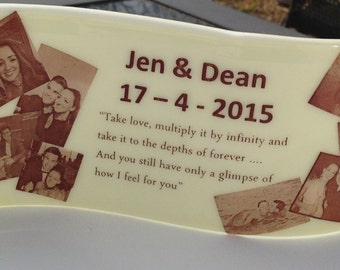 Jen & Dean
17 – 4 - 2015
"Take love, multiply it by infinity and
take it to the depths of forever ....
And you still have only a glimpse of
how I feel for you"